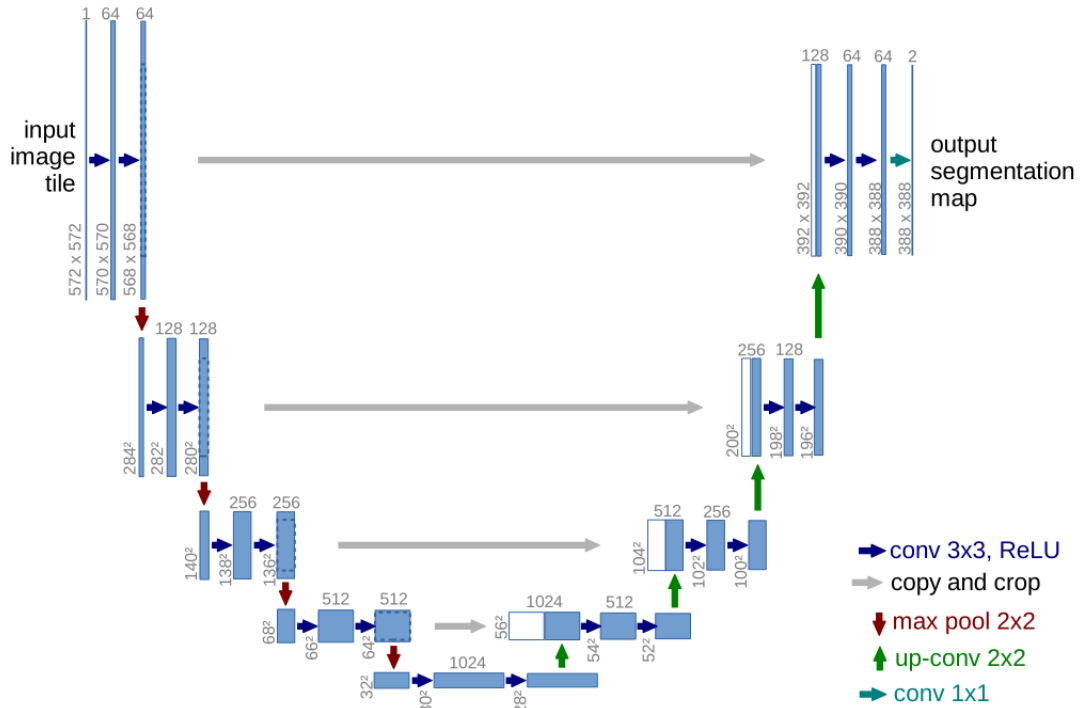 1 64 64
128 64 64 2
input
image
tile
output
segmentation
map
572 x 572
570 x 570
568 x 568
392 x 392
390 x 390
388 x 388
388 x 388
128 128
256 128
284²
282²
280²
200²
198²
196²
256 256
512 256
140²
138²
136²
104²
102²
100²
512 512
1024 512
68²
66²
64²
56²
54²
52²
1024
32²
30²
28²
conv 3x3, ReLU
copy and crop
max pool 2x2
up-conv 2x2
conv 1x1